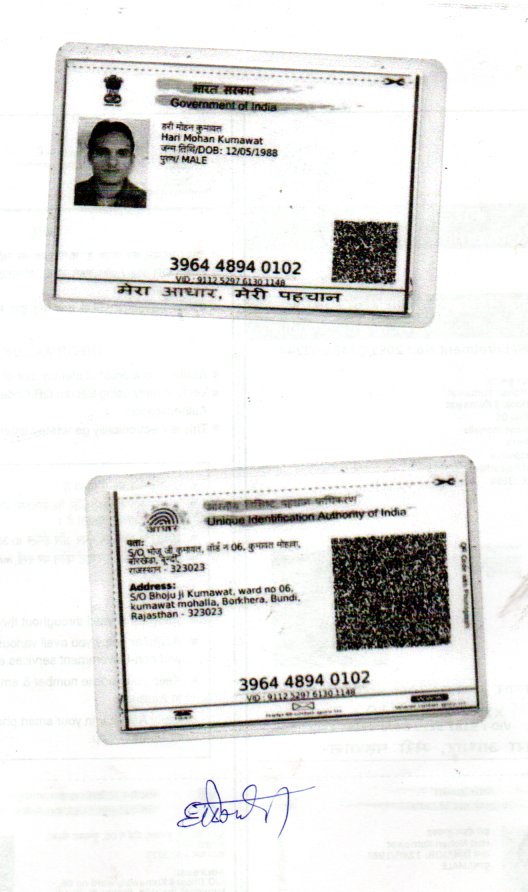 भारत सरकार
Government of India
हरी मोहन कुमावत
Hari Mohan Kumawat
जन्म तिथि/DOB: 12/05/1988
पुरुष/ MALE
3964 4894 0102
VID : 9112 5297 6130 1148
मेरा आधार, मेरी पहचान
भारतीय विशिष्ट पहचान प्राधिकरण
Unique Identification Authority of India
आधार
पता:
S/O भोजू जी कुमावत, वोर्ड न 06, कुमावत मोहल्ला,
बोरखेडा, बून्दी,
राजस्थान - 323023
Address:
S/O Bhoju ji Kumawat, ward no 06,
kumawat mohalla, Borkhera, Bundi,
Rajasthan - 323023
3964 4894 0102
VID : 9112 5297 6130 1148